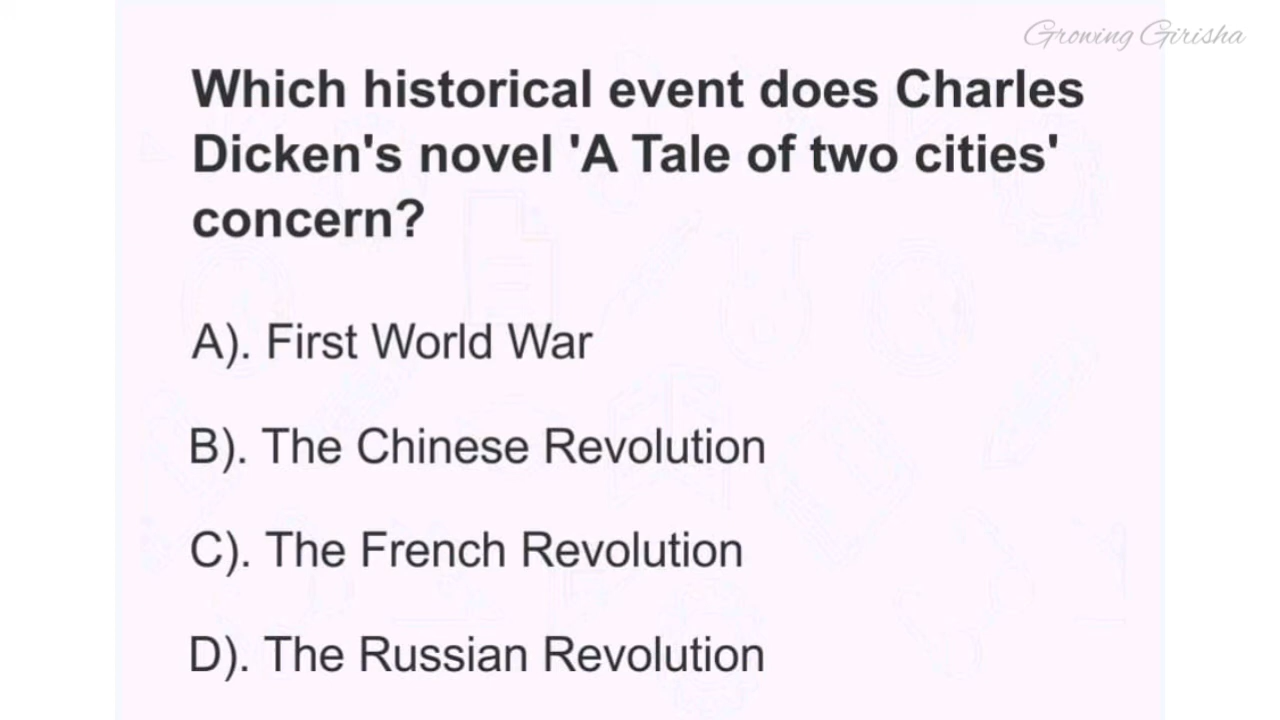 Growing Girisha
Which historical event does Charles
Dicken's novel 'A Tale of two cities'
concern?
A). First World War
B). The Chinese Revolution
C). The French Revolution
D). The Russian Revolution